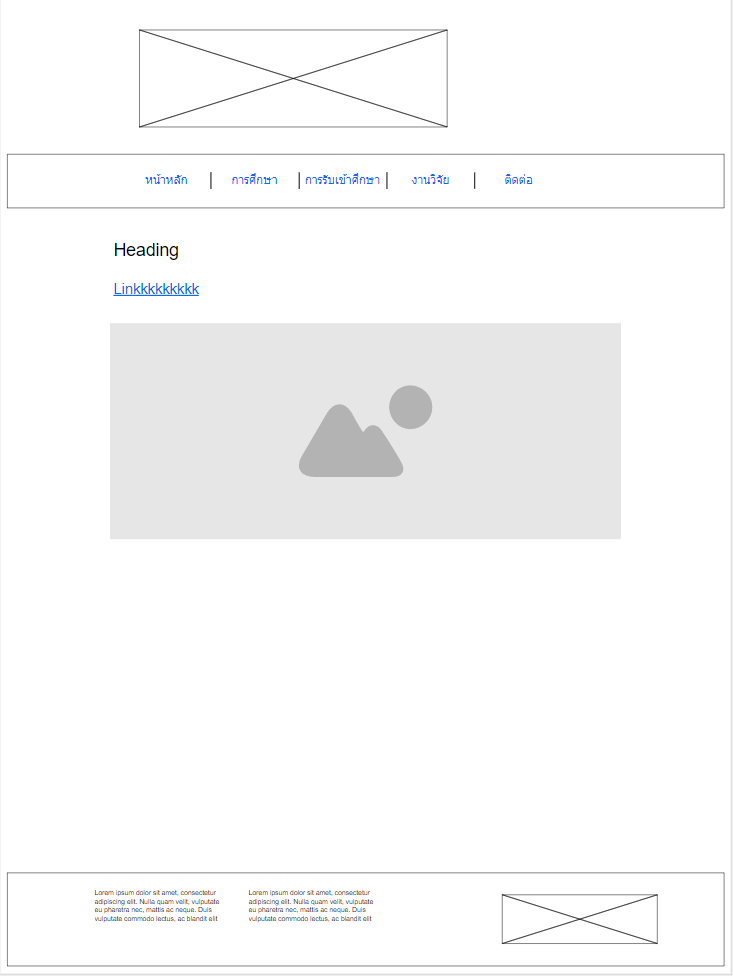 หน้าหลัก การศึกษา การรับเข้าศึกษา งานวิจัย ติดต่อ
Heading
Linkkkkkkkkk
Lorem ipsum dolor sit amet, consectetur
adipiscing elit. Nulla quam velit, vulputate
eu pharetra nec, mattis ac neque. Duis
vulputate commodo lectus, ac blandit elit
Lorem ipsum dolor sit amet, consectetur
adipiscing elit. Nulla quam velit, vulputate
eu pharetra nec, mattis ac neque. Duis
vulputate commodo lectus, ac blandit elit